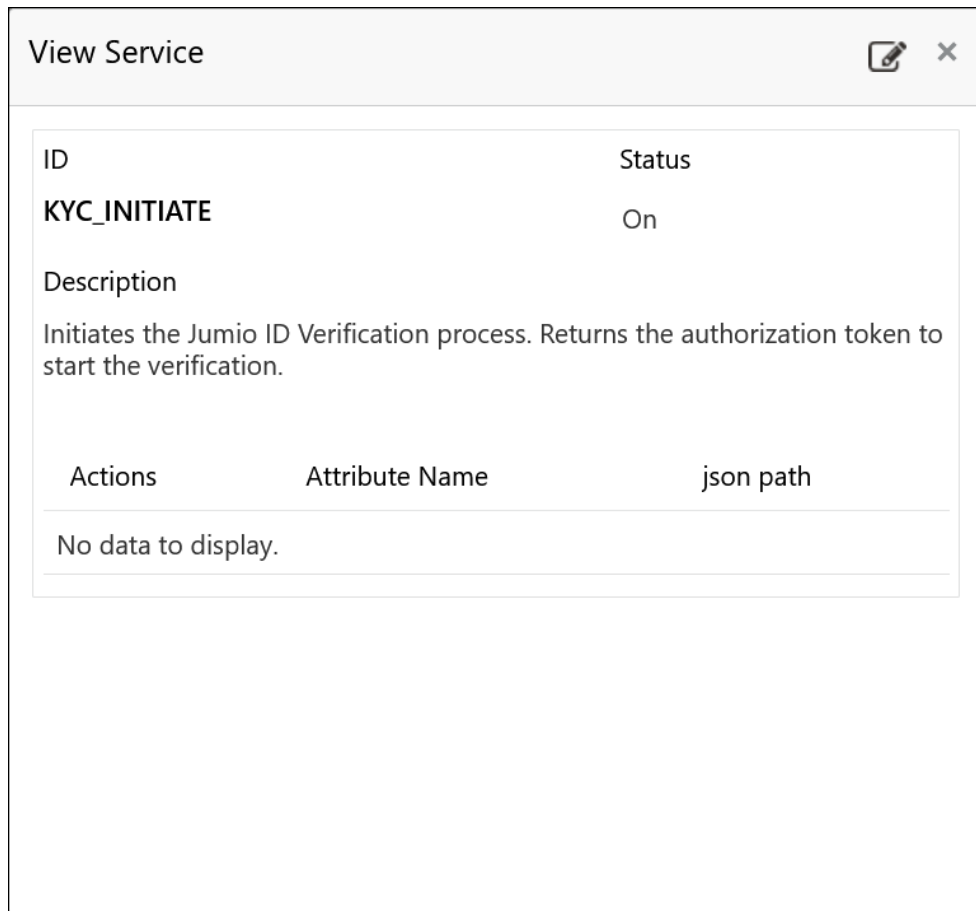 View Service
ID Status
KYC_INITIATE On
Description
Initiates the Jumio ID Verification process. Returns the authorization token to
start the verification.
Actions Attribute Name json path
No data to display.